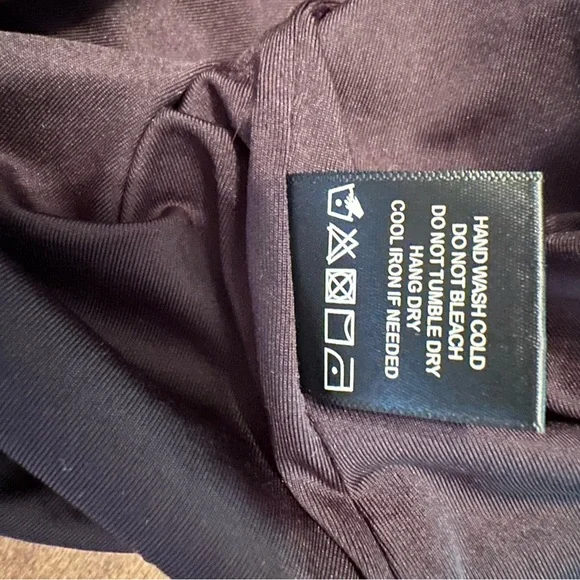 HAND WASH COLD
DO NOT BLEACH
DO NOT TUMBLE DRY
HANG DRY
COOL IRON IF NEEDED